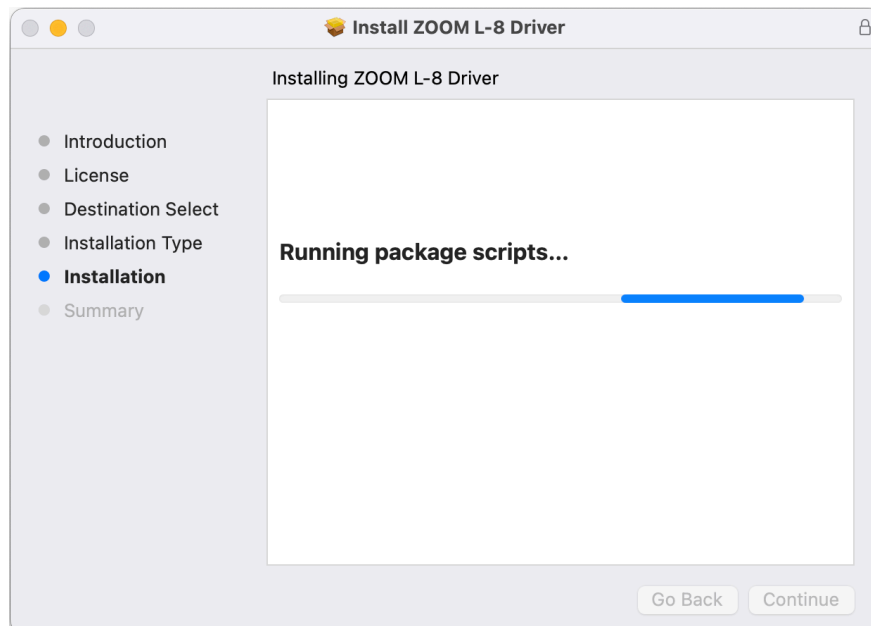 Install ZOOM L-8 Driver
Installing ZOOM L-8 Driver
Introduction
License
Destination Select
Installation Type
Installation
Summary
Running package scripts...
Go Back
Continue